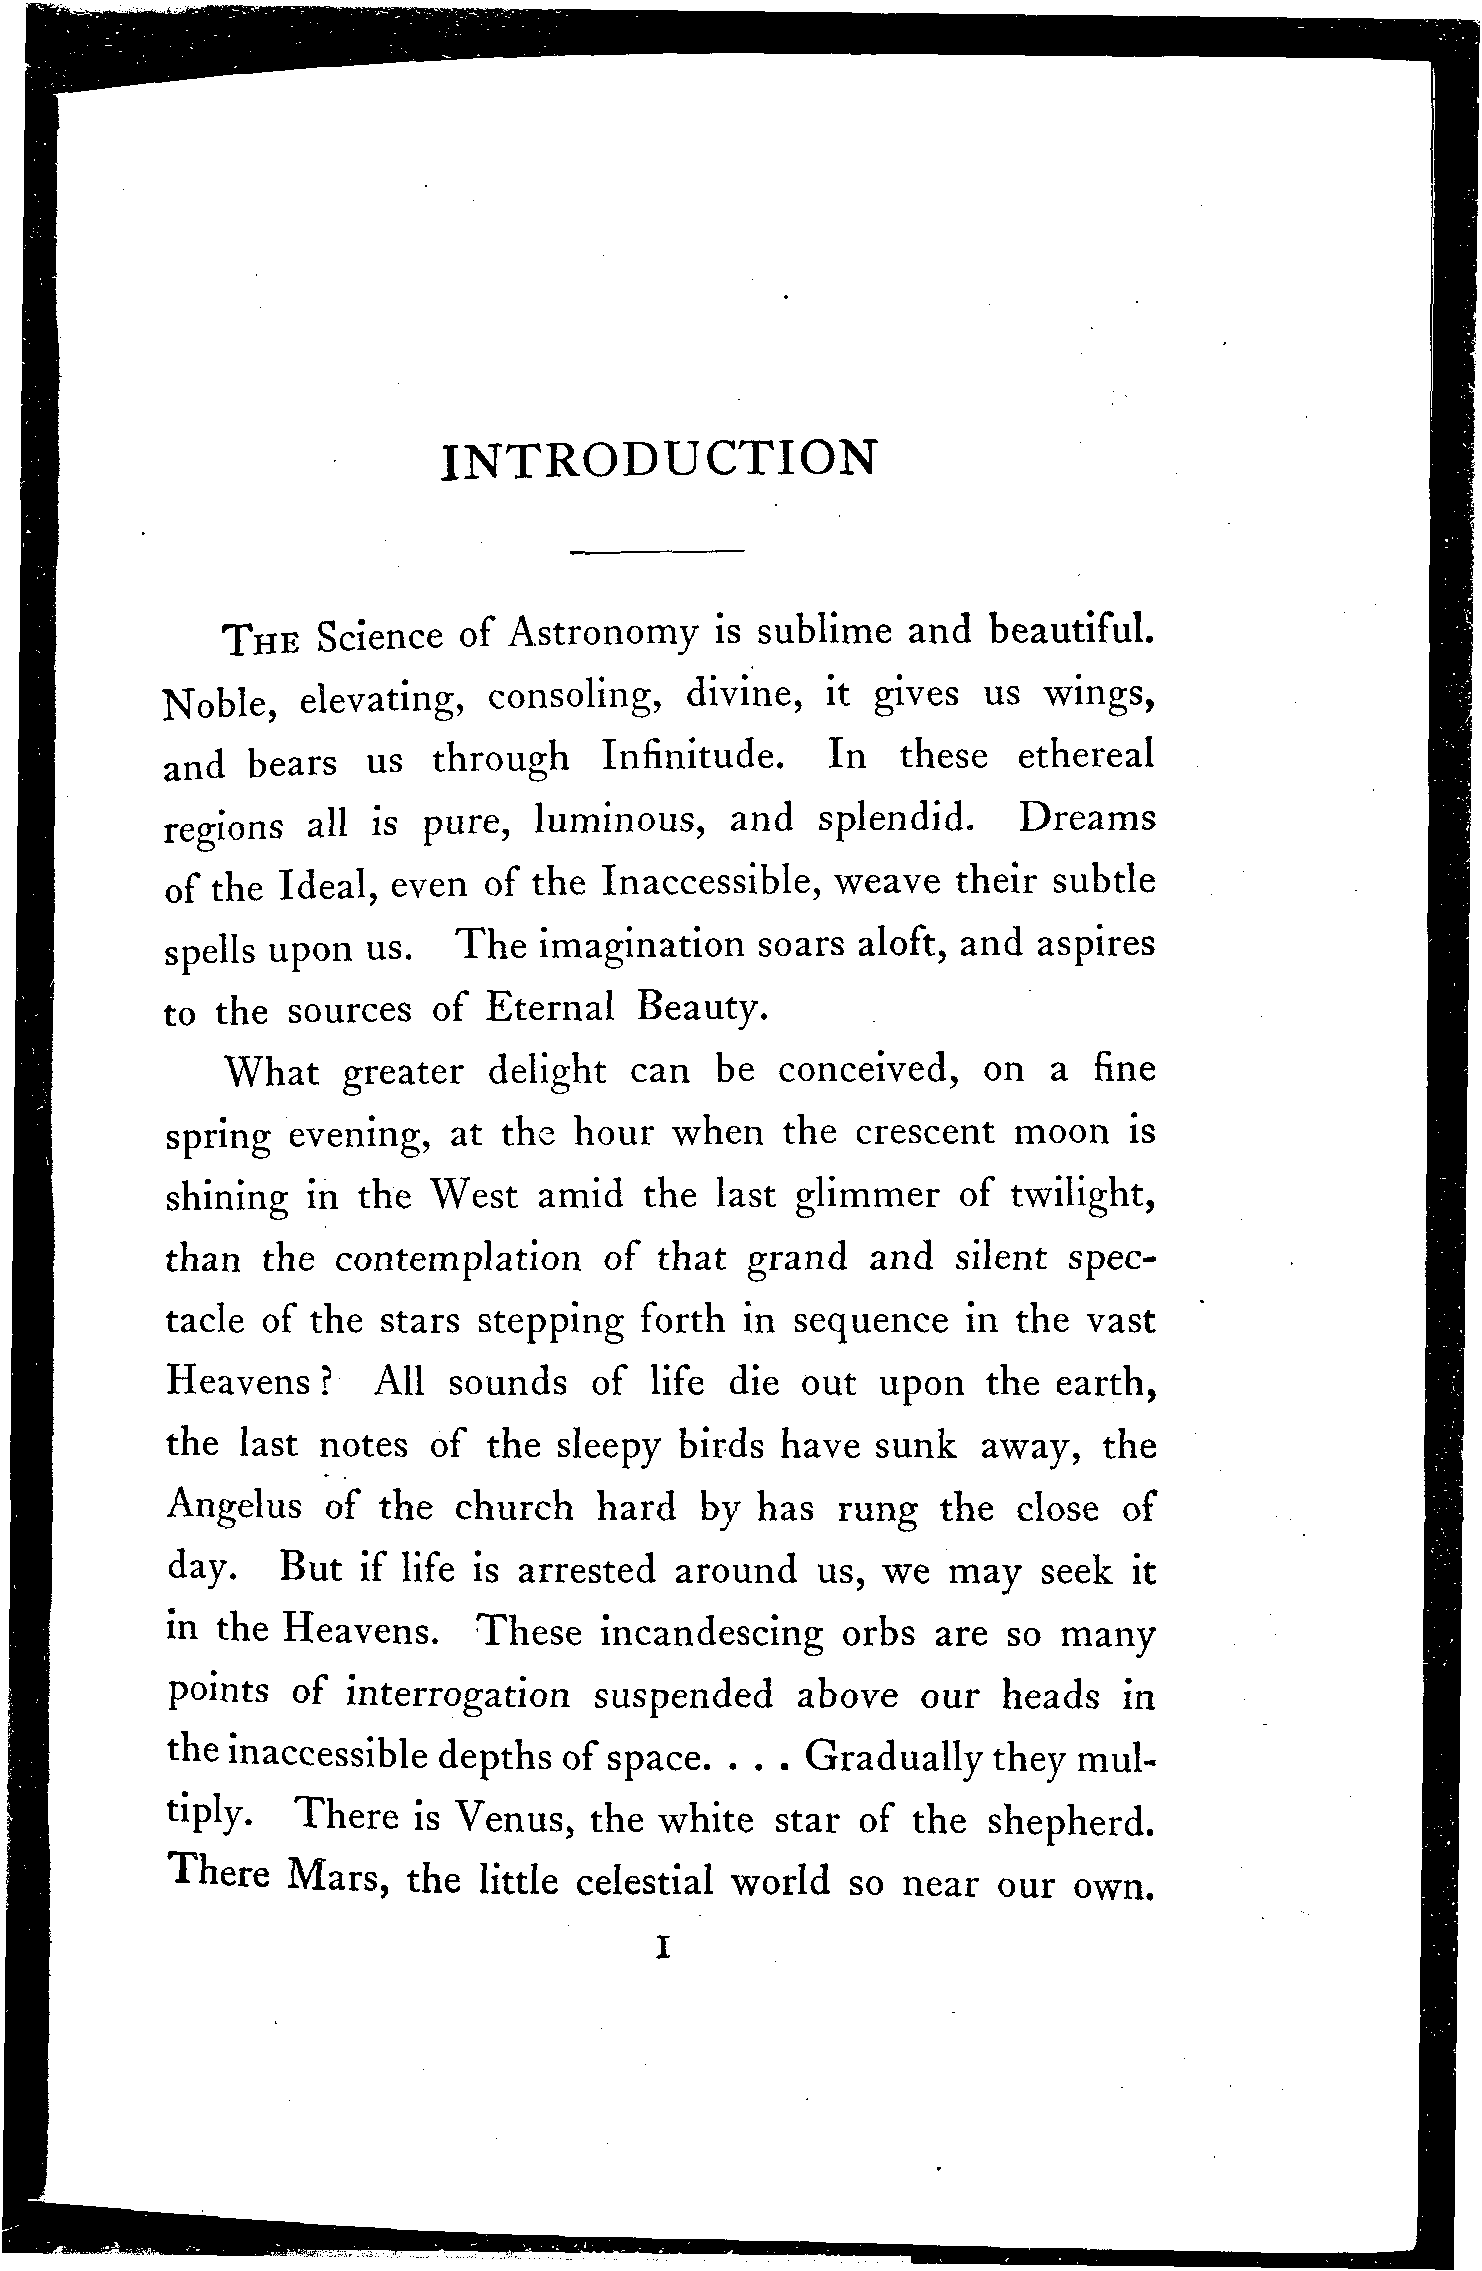 INTRODUCTION
THE Science of Astronomy is sublime and beautiful.
Noble, elevating, consoling, divine, it gives us wings,
and bears us through Infinitude. In these ethereal
regions all is pure, luminous, and splendid. Dreams
of the Ideal, even of the Inaccessible, weave their subtle
spells upon us. The imagination soars aloft, and aspires
to the sources of Eternal Beauty.
What greater delight can be conceived, on a fine
spring evening, at the hour when the crescent moon is
shining in the West amid the last glimmer of twilight,
than the contemplation of that grand and silent spec-
tacle of the stars stepping forth in sequence in the vast
Heavens? All sounds of life die out upon the earth,
the last notes of the sleepy birds have sunk away, the
Angelus of the church hard by has rung the close of
day. But if life is arrested around us, we may seek it
in the Heavens. These incandescing orbs are so many
points of interrogation suspended above our heads in
the inaccessible depths of space. . . . Gradually they mul-
tiply. There is Venus, the white star of the shepherd.
There Mars, the little celestial world so near our own.
1